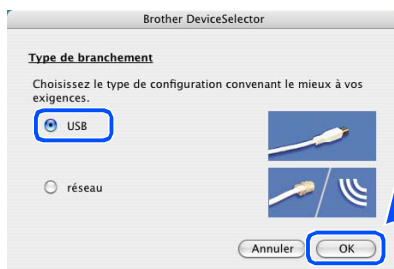 Brother DeviceSelector
Type de branchement
Choisissez le type de configuration convenant le mieux à vos
exigences.
USB
réseau
Annuler OK